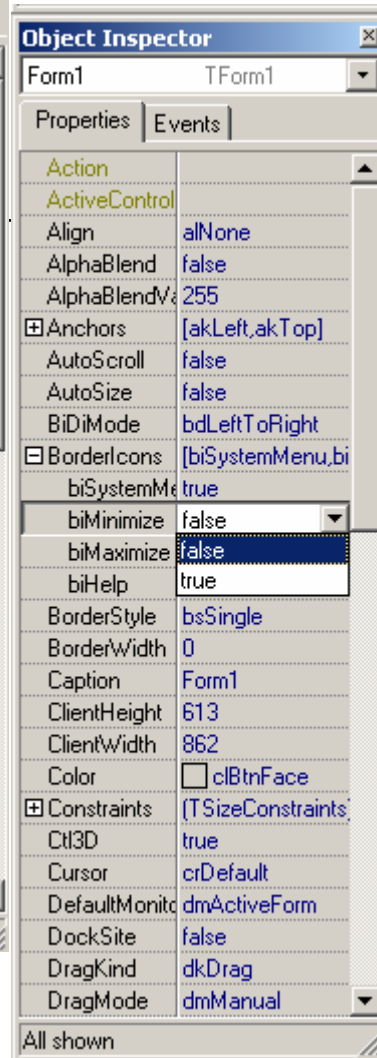 Object Inspector
Form1 TForm1
Properties Events
Action
ActiveControl
Align alNone
AlphaBlend false
AlphaBlendVa 255
Anchors [akLeft,akTop]
AutoScroll false
AutoSize false
BiDiMode bdLeftToRight
BorderIcons [biSystemMenu,bi
biSystemMe true
biMinimize false
biMaximize false
biHelp true
BorderStyle bsSingle
BorderWidth 0
Caption Form1
ClientHeight 613
ClientWidth 862
Color clBtnFace
Constraints (TSizeConstraints)
Ctl3D true
Cursor crDefault
DefaultMonito dmActiveForm
DockSite false
DragKind dkDrag
DragMode dmManual
All shown